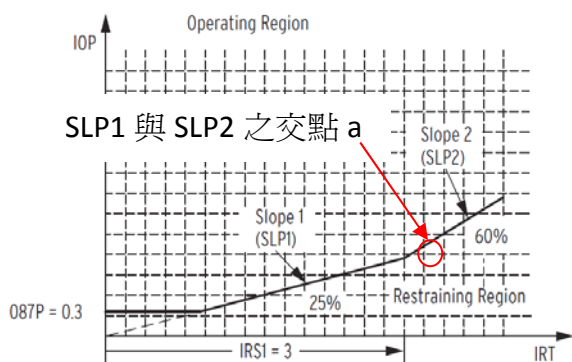 Operating Region
IOP
SLP1 與 SLP2 之交點 a
Slope 2
(SLP2)
Slope 1
(SLP1)
60%
25%
Restraining Region
O87P = 0.3
IRS1 = 3
IRT